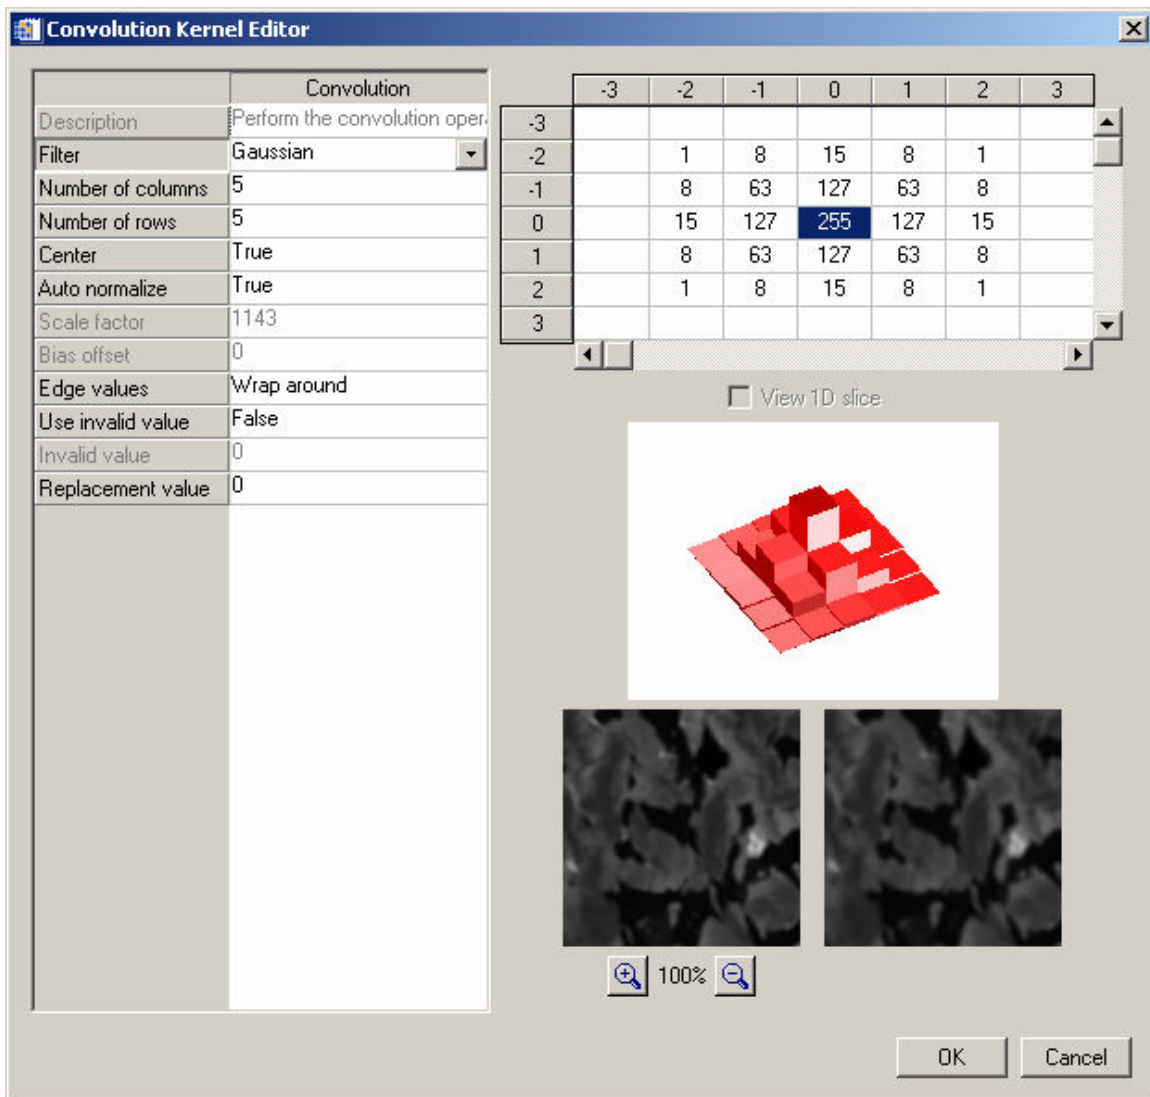 Convolution Kernel Editor
Convolution
Description Perform the convolution oper
Filter Gaussian
Number of columns 5
Number of rows 5
Center True
Auto normalize True
Scale factor 1143
Bias offset 0
Edge values Wrap around
Use invalid value False
Invalid value 0
Replacement value 0
-3 -2 -1 0 1 2 3
-3
-2 1 8 15 8 1
-1 8 63 127 63 8
0 15 127 255 127 15
1 8 63 127 63 8
2 1 8 15 8 1
3
View 1D slice
100%
OK Cancel